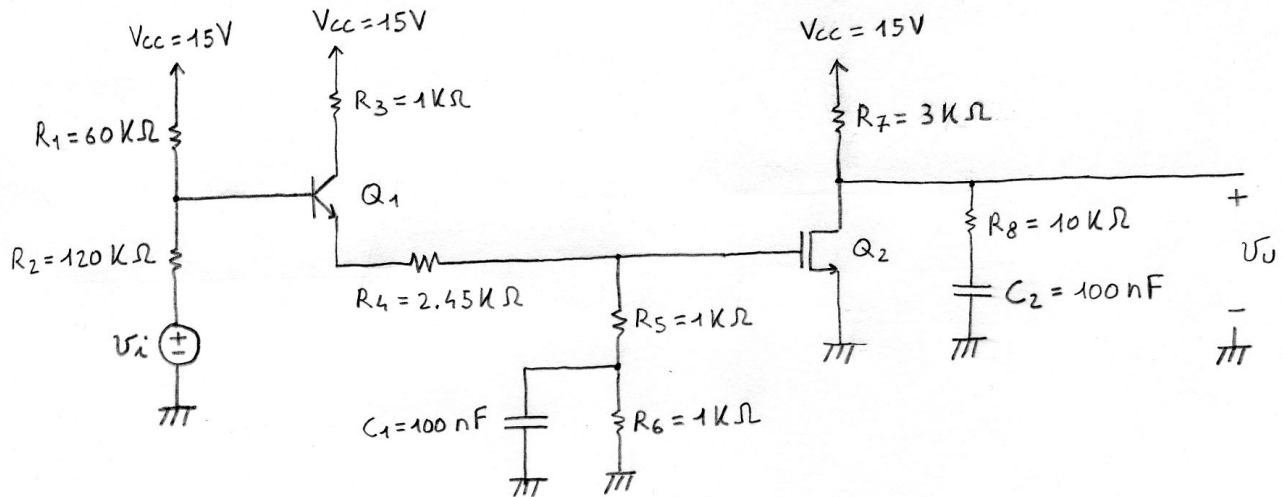 Vcc = 15V
Vcc = 15V
Vcc = 15V
R3 = 1KΩ
R1 = 60KΩ
R7 = 3KΩ
Q1
R2 = 120KΩ
R8 = 10KΩ
Q2
+
R4 = 2.45KΩ
C2 = 100nF
vu
R5 = 1KΩ
-
vi
+
-
C1 = 100nF
R6 = 1KΩ